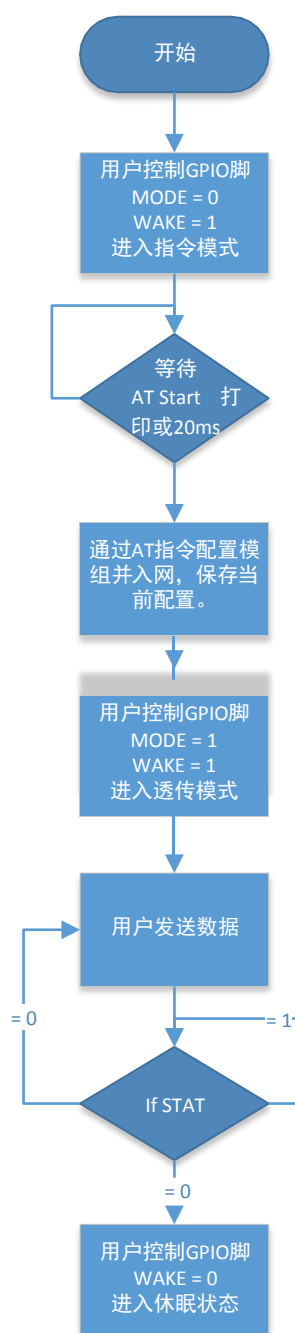 开始
用户控制GPIO脚
MODE = 0
WAKE = 1
进入指令模式
等待
AT Start 打
印或20ms
通过AT指令配置模
组并入网，保存当
前配置。
用户控制GPIO脚
MODE = 1
WAKE = 1
进入透传模式
用户发送数据
= 0
= 1
If STAT
= 0
用户控制GPIO脚
WAKE = 0
进入休眠状态